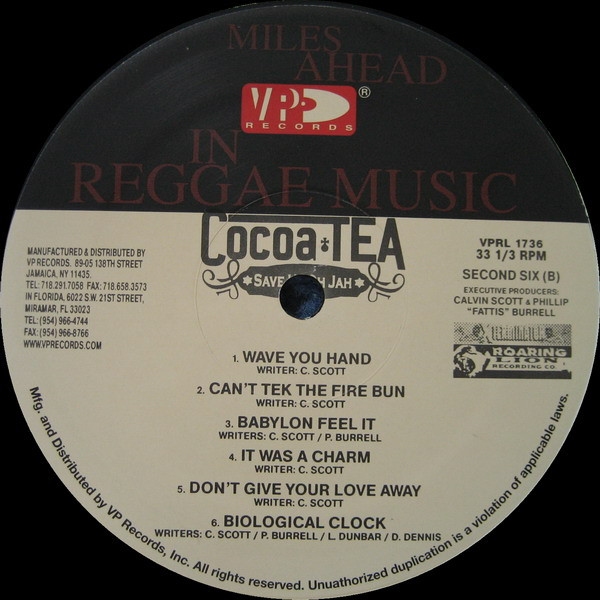 MILES
AHEAD
VP®
RECORDS
IN
REGGAE MUSIC
Cocoa TEA
SAVE JAH
MANUFACTURED & DISTRIBUTED BY
VP RECORDS. 89-05 138TH STREET
JAMAICA, NY 11435.
TEL: 718.291.7058 FAX: 718.658.3573
IN FLORIDA, 6022 S.W. 21ST STREET,
MIRAMAR, FL 33023
TEL: (954) 966-4744
FAX: (954) 966-8766
WWW.VPRECORDS.COM
VPRL 1736
33 1/3 RPM
SECOND SIX (B)
EXECUTIVE PRODUCERS:
CALVIN SCOTT & PHILLIP
"FATTIS" BURRELL
ROARING
LION
RECORDING CO.
1. WAVE YOU HAND
WRITER: C. SCOTT
2. CAN'T TEK THE FIRE BUN
WRITER: C. SCOTT
3. BABYLON FEEL IT
WRITERS: C. SCOTT / P. BURRELL
4. IT WAS A CHARM
WRITER: C. SCOTT
5. DON'T GIVE YOUR LOVE AWAY
WRITER: C. SCOTT
6. BIOLOGICAL CLOCK
WRITERS: C. SCOTT / P. BURRELL / L. DUNBAR / D. DENNIS
Mfg. and Distributed by VP Records, Inc. All rights reserved. Unauthorized duplication is a violation of applicable laws.